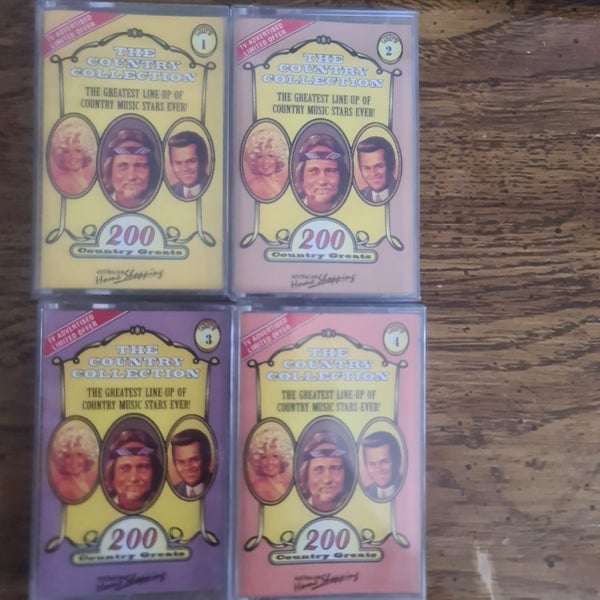 TV ADVERTISED
LIMITED OFFER
1
THE
COUNTRY
COLLECTION
THE GREATEST LINE-UP OF
COUNTRY MUSIC STARS EVER!
200
Country Greats
AUSTRALIAN
Home Shopping
TV ADVERTISED
LIMITED OFFER
2
THE
COUNTRY
COLLECTION
THE GREATEST LINE-UP OF
COUNTRY MUSIC STARS EVER!
200
Country Greats
AUSTRALIAN
Home Shopping
TV ADVERTISED
LIMITED OFFER
3
THE
COUNTRY
COLLECTION
THE GREATEST LINE-UP OF
COUNTRY MUSIC STARS EVER!
200
Country Greats
AUSTRALIAN
Home Shopping
TV ADVERTISED
LIMITED OFFER
4
THE
COUNTRY
COLLECTION
THE GREATEST LINE-UP OF
COUNTRY MUSIC STARS EVER!
200
Country Greats
AUSTRALIAN
Home Shopping